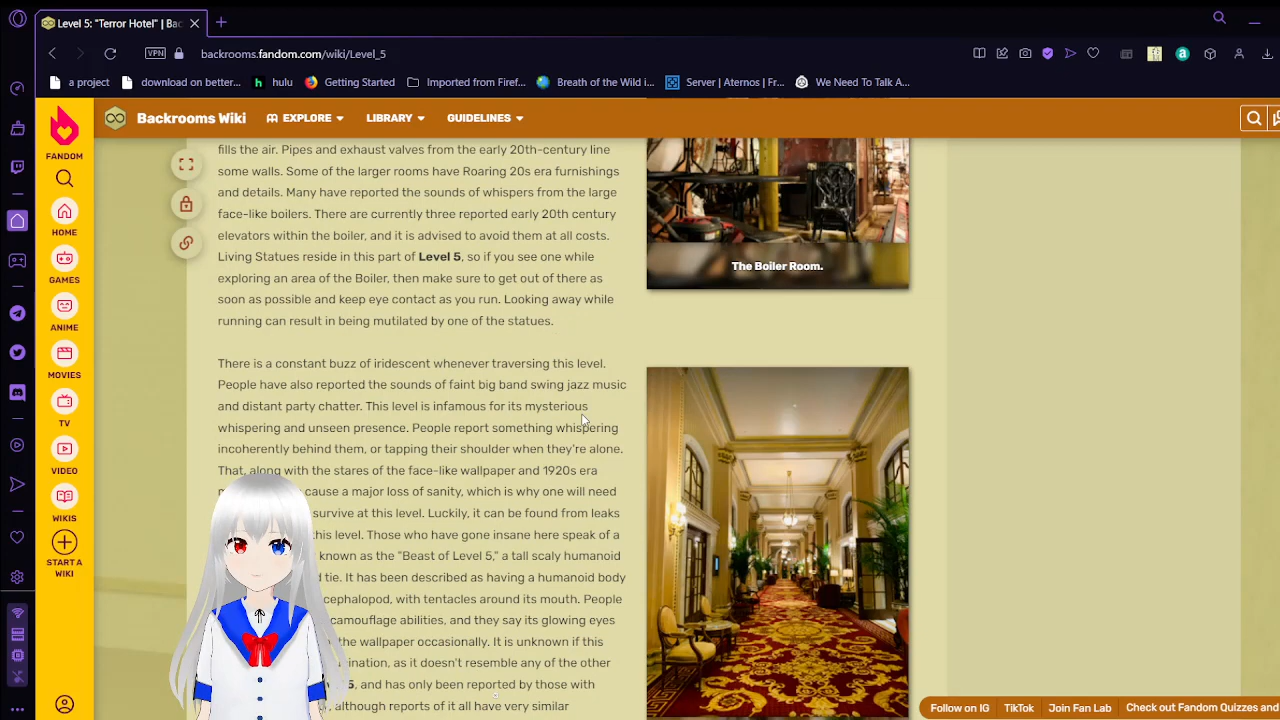 Level 5: "Terror Hotel" | Bac
VPN
backrooms.fandom.com/wiki/Level_5
a project
download on better...
hulu
Getting Started
Imported from Firef...
Breath of the Wild i...
Server | Aternos | Fr...
We Need To Talk A...
FANDOM
HOME
GAMES
ANIME
MOVIES
TV
VIDEO
WIKIS
START A
WIKI
Backrooms Wiki
EXPLORE
LIBRARY
GUIDELINES
fills the air. Pipes and exhaust valves from the early 20th-century line
some walls. Some of the larger rooms have Roaring 20s era furnishings
and details. Many have reported the sounds of whispers from the large
face-like boilers. There are currently three reported early 20th century
elevators within the boiler, and it is advised to avoid them at all costs.
Living Statues reside in this part of Level 5, so if you see one while
exploring an area of the Boiler, then make sure to get out of there as
soon as possible and keep eye contact as you run. Looking away while
running can result in being mutilated by one of the statues.
The Boiler Room.
There is a constant buzz of iridescent whenever traversing this level.
People have also reported the sounds of faint big band swing jazz music
and distant party chatter. This level is infamous for its mysterious
whispering and unseen presence. People report something whispering
incoherently behind them, or tapping their shoulder when they're alone.
That, along with the stares of the face-like wallpaper and 1920s era
cause a major loss of sanity, which is why one will need
survive at this level. Luckily, it can be found from leaks
this level. Those who have gone insane here speak of a
known as the "Beast of Level 5," a tall scaly humanoid
d tie. It has been described as having a humanoid body
cephalopod, with tentacles around its mouth. People
camouflage abilities, and they say its glowing eyes
the wallpaper occasionally. It is unknown if this
ination, as it doesn't resemble any of the other
5, and has only been reported by those with
, although reports of it all have very similar
Follow on IG
TikTok
Join Fan Lab
Check out Fandom Quizzes and